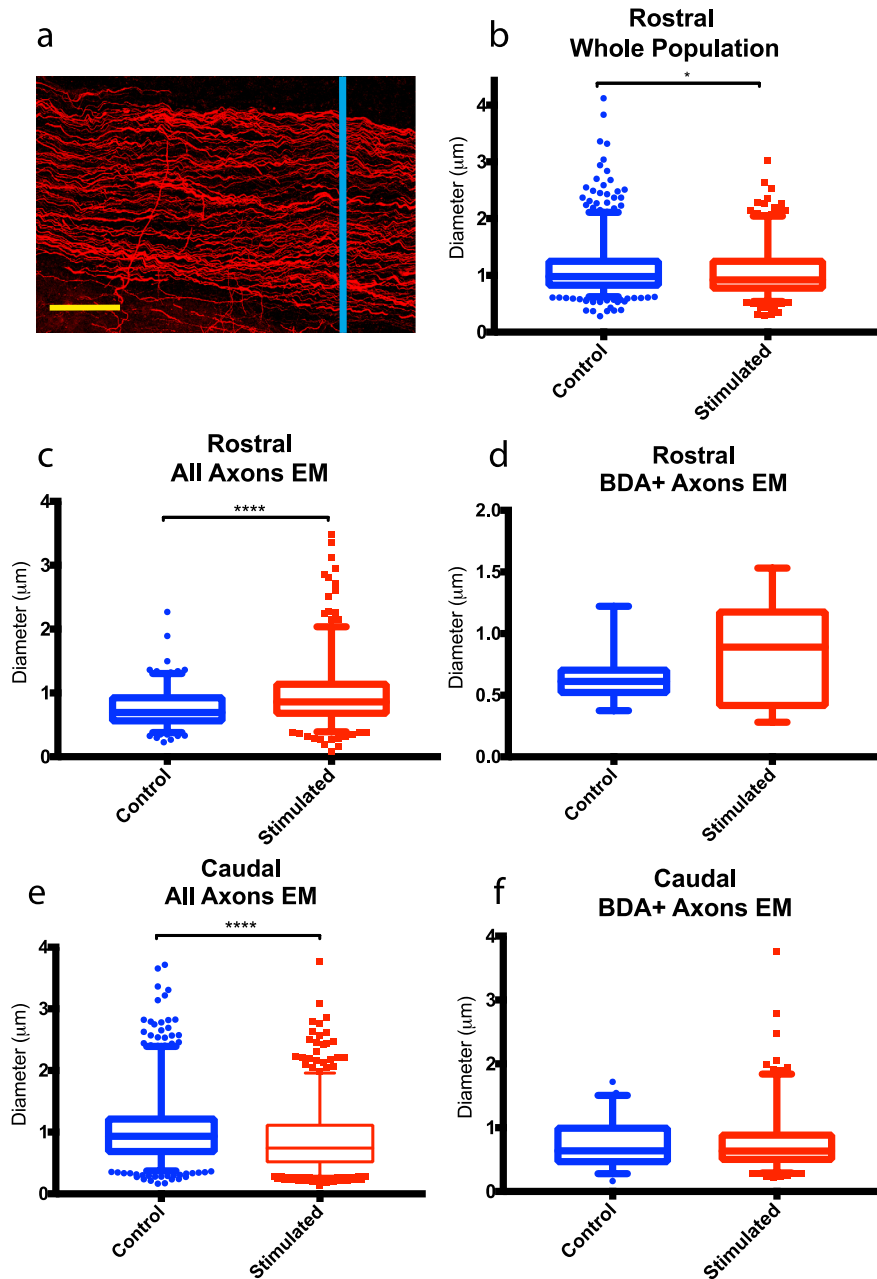 a
b
Rostral
Whole Population
*
Diameter (μm)
4
3
2
1
0
Control
Stimulated
c
Rostral
All Axons EM
****
Diameter (μm)
4
3
2
1
0
Control
Stimulated
d
Rostral
BDA+ Axons EM
Diameter (μm)
2.0
1.5
1.0
0.5
0.0
Control
Stimulated
e
Caudal
All Axons EM
****
Diameter (μm)
4
3
2
1
0
Control
Stimulated
f
Caudal
BDA+ Axons EM
Diameter (μm)
4
3
2
1
0
Control
Stimulated